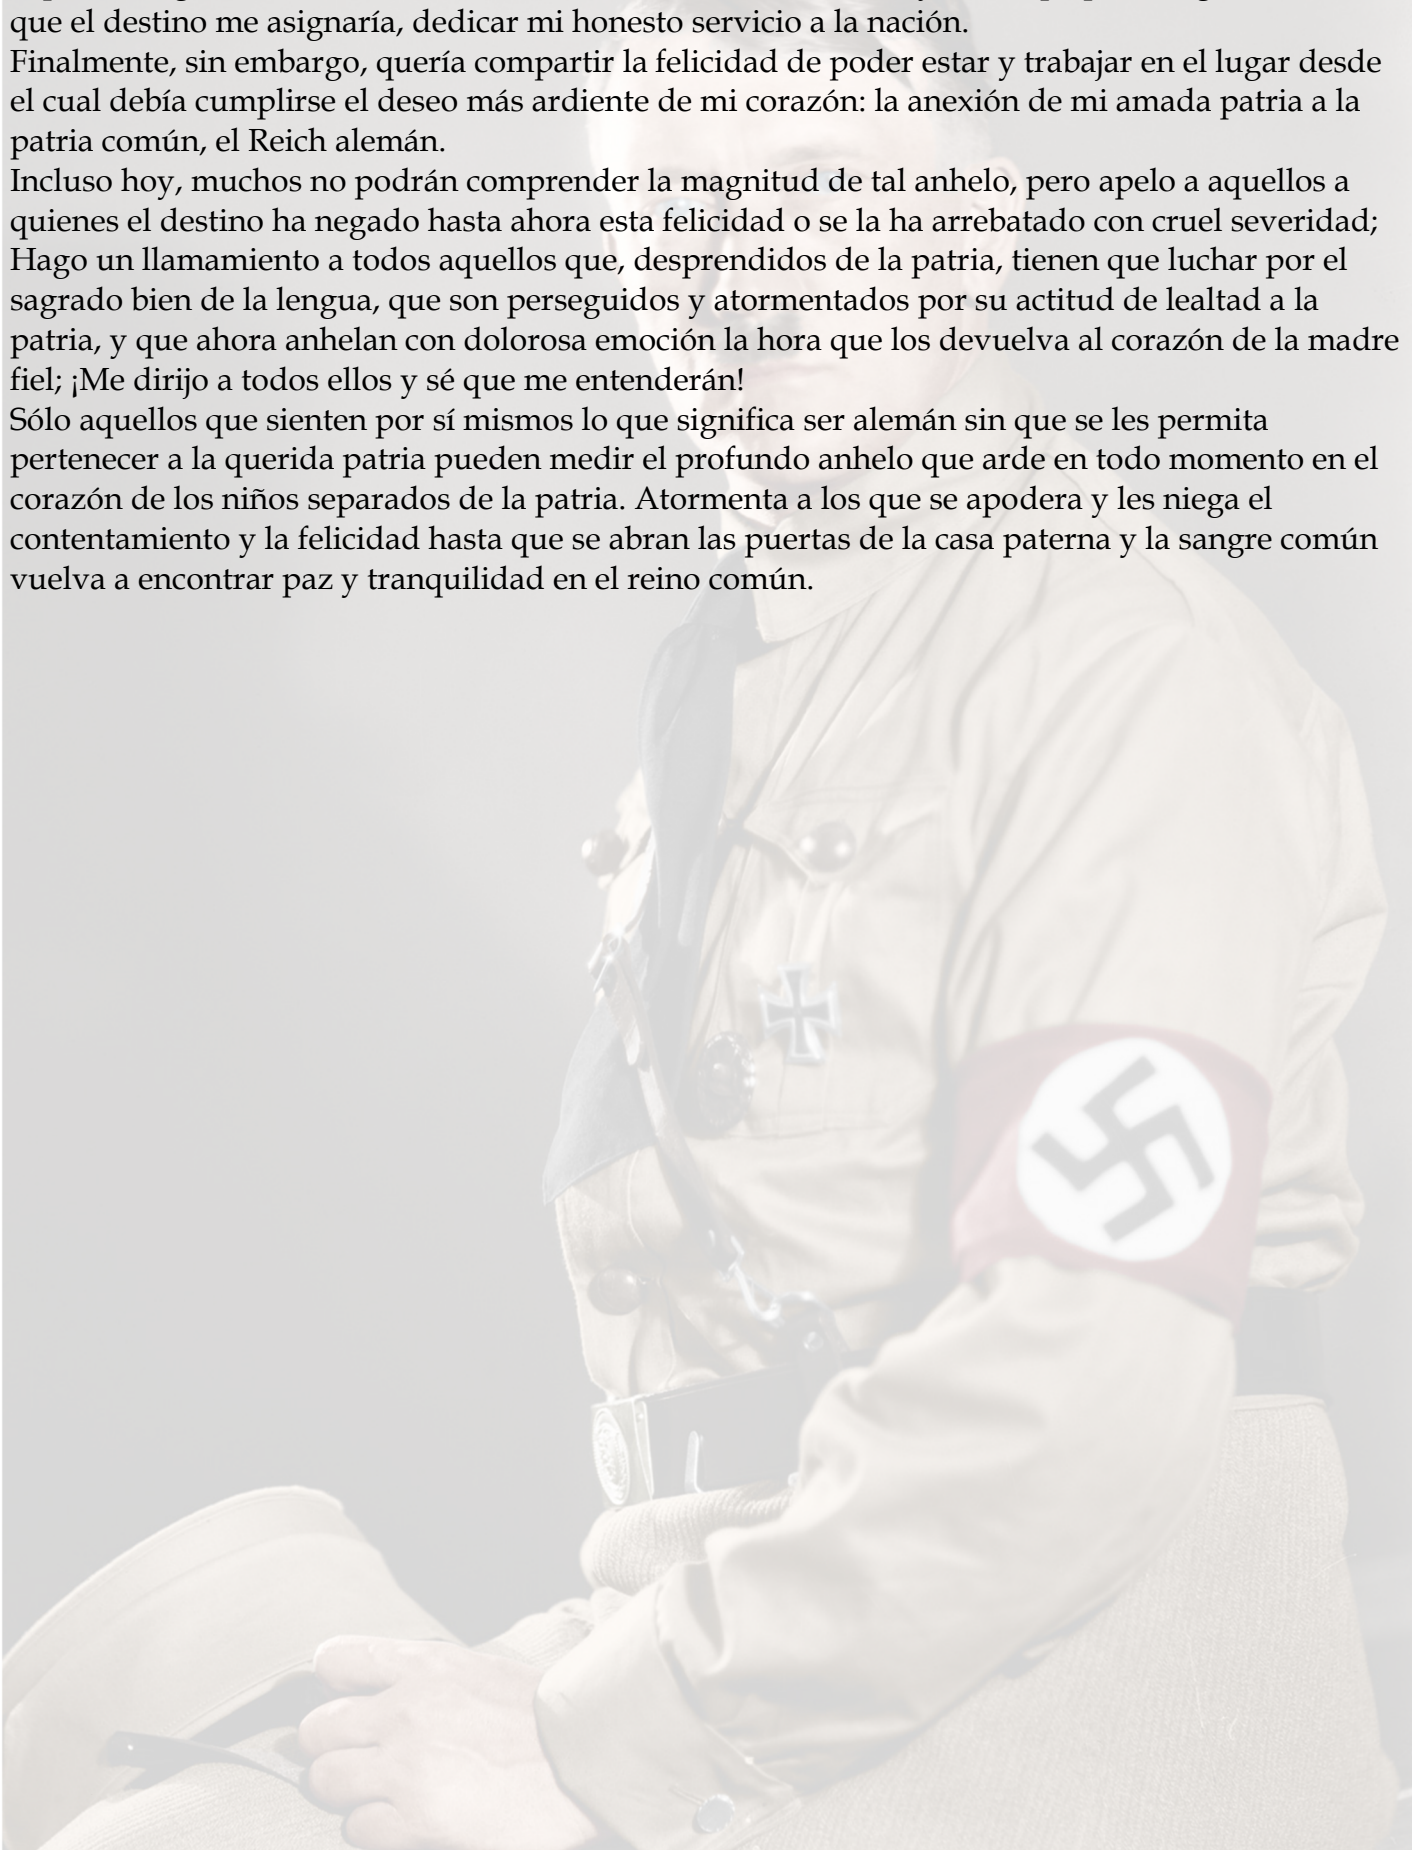 que el destino me asignaría, dedicar mi honesto servicio a la nación.
Finalmente, sin embargo, quería compartir la felicidad de poder estar y trabajar en el lugar desde
el cual debía cumplirse el deseo más ardiente de mi corazón: la anexión de mi amada patria a la
patria común, el Reich alemán.
Incluso hoy, muchos no podrán comprender la magnitud de tal anhelo, pero apelo a aquellos a
quienes el destino ha negado hasta ahora esta felicidad o se la ha arrebatado con cruel severidad;
Hago un llamamiento a todos aquellos que, desprendidos de la patria, tienen que luchar por el
sagrado bien de la lengua, que son perseguidos y atormentados por su actitud de lealtad a la
patria, y que ahora anhelan con dolorosa emoción la hora que los devuelva al corazón de la madre
fiel; ¡Me dirijo a todos ellos y sé que me entenderán!
Sólo aquellos que sienten por sí mismos lo que significa ser alemán sin que se les permita
pertenecer a la querida patria pueden medir el profundo anhelo que arde en todo momento en el
corazón de los niños separados de la patria. Atormenta a los que se apodera y les niega el
contentamiento y la felicidad hasta que se abran las puertas de la casa paterna y la sangre común
vuelva a encontrar paz y tranquilidad en el reino común.